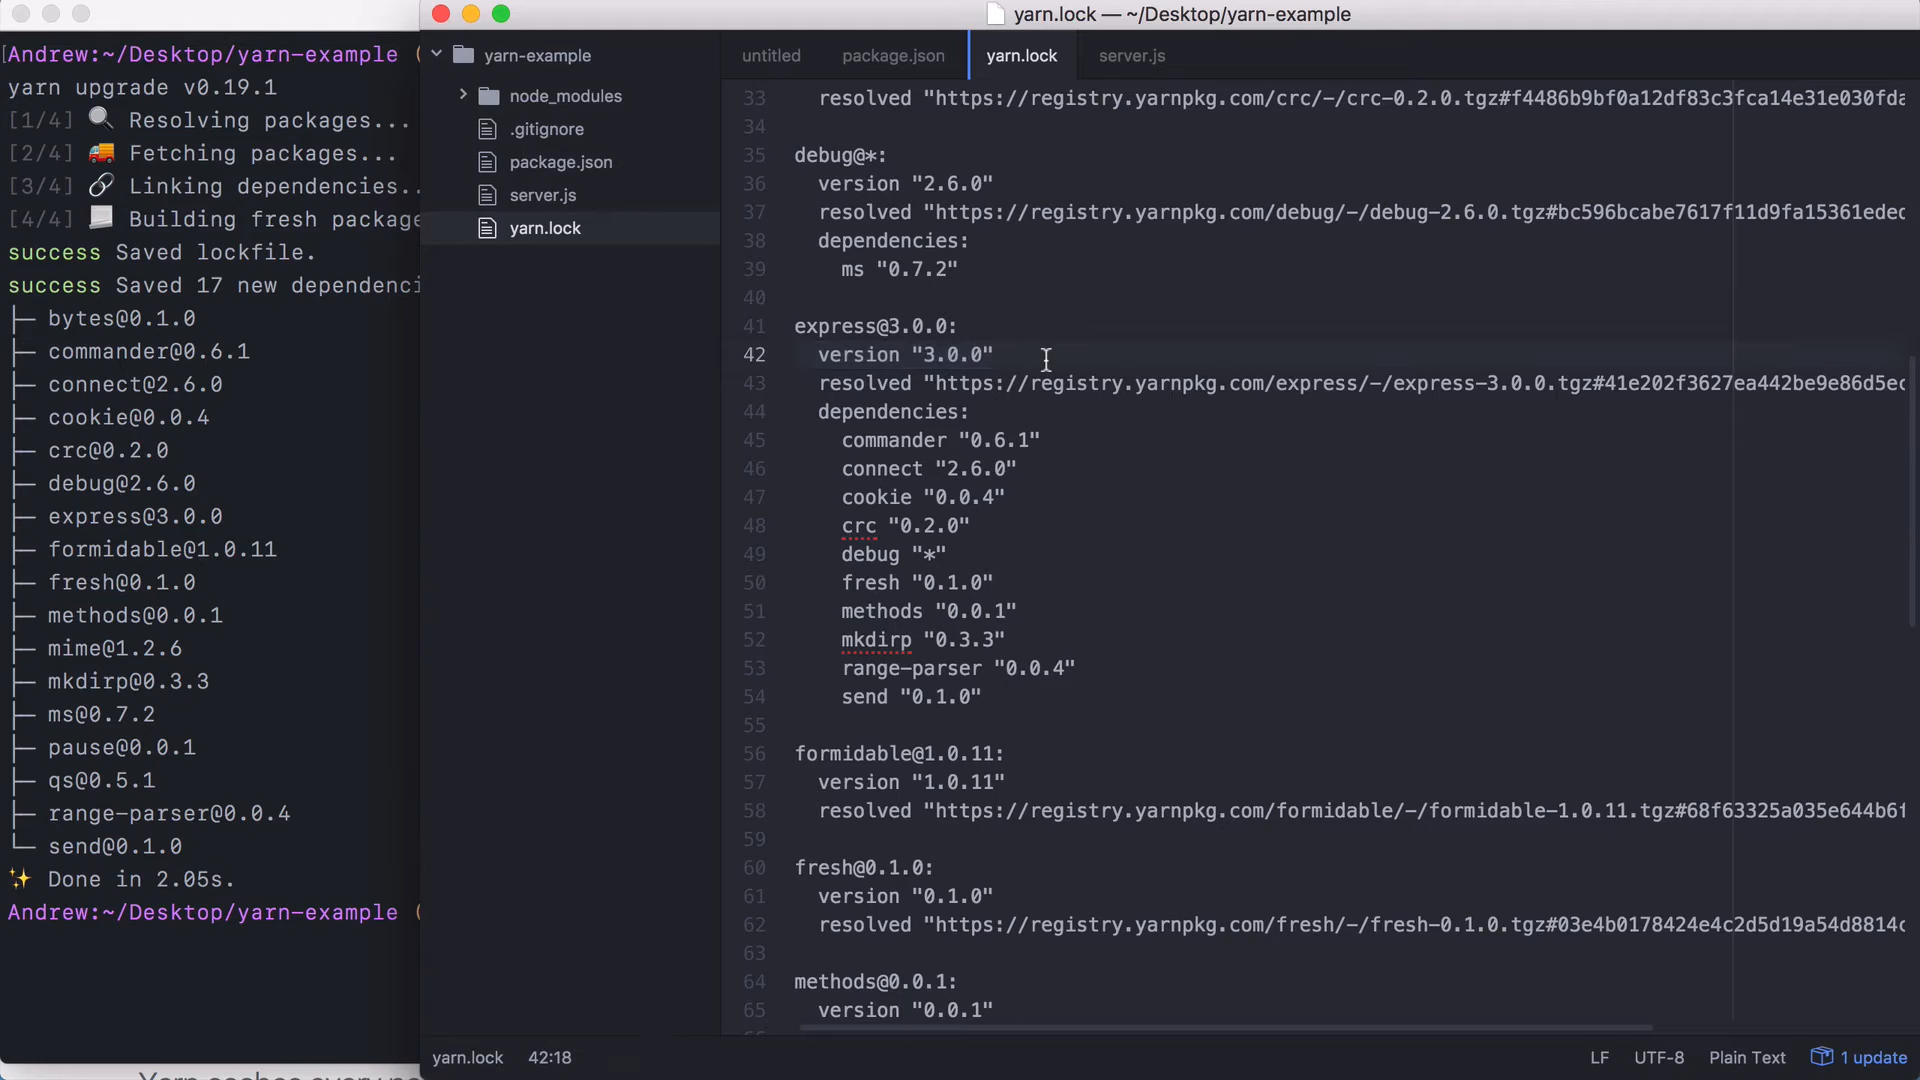 Andrew:~/Desktop/yarn-example (
yarn upgrade v0.19.1
[1/4] 🔍 Resolving packages...
[2/4] 🚚 Fetching packages...
[3/4] 🔗 Linking dependencies..
[4/4] 📃 Building fresh package
success Saved lockfile.
success Saved 17 new dependenci
├─ bytes@0.1.0
├─ commander@0.6.1
├─ connect@2.6.0
├─ cookie@0.0.4
├─ crc@0.2.0
├─ debug@2.6.0
├─ express@3.0.0
├─ formidable@1.0.11
├─ fresh@0.1.0
├─ methods@0.0.1
├─ mime@1.2.6
├─ mkdirp@0.3.3
├─ ms@0.7.2
├─ pause@0.0.1
├─ qs@0.5.1
├─ range-parser@0.0.4
└─ send@0.1.0
✨ Done in 2.05s.
Andrew:~/Desktop/yarn-example (
yarn.lock — ~/Desktop/yarn-example
yarn-example
node_modules
.gitignore
package.json
server.js
yarn.lock
untitled package.json yarn.lock server.js
33 resolved "https://registry.yarnpkg.com/crc/-/crc-0.2.0.tgz#f4486b9bf0a12df83c3fca14e31e030fda
34
35 debug@*:
36 version "2.6.0"
37 resolved "https://registry.yarnpkg.com/debug/-/debug-2.6.0.tgz#bc596bcabe7617f11d9fa15361eded
38 dependencies:
39 ms "0.7.2"
40
41 express@3.0.0:
42 version "3.0.0"
43 resolved "https://registry.yarnpkg.com/express/-/express-3.0.0.tgz#41e202f3627ea442be9e86d5ec
44 dependencies:
45 commander "0.6.1"
46 connect "2.6.0"
47 cookie "0.0.4"
48 crc "0.2.0"
49 debug "*"
50 fresh "0.1.0"
51 methods "0.0.1"
52 mkdirp "0.3.3"
53 range-parser "0.0.4"
54 send "0.1.0"
55
56 formidable@1.0.11:
57 version "1.0.11"
58 resolved "https://registry.yarnpkg.com/formidable/-/formidable-1.0.11.tgz#68f63325a035e644b6f
59
60 fresh@0.1.0:
61 version "0.1.0"
62 resolved "https://registry.yarnpkg.com/fresh/-/fresh-0.1.0.tgz#03e4b0178424e4c2d5d19a54d8814c
63
64 methods@0.0.1:
65 version "0.0.1"
yarn.lock 42:18 LF UTF-8 Plain Text 1 update